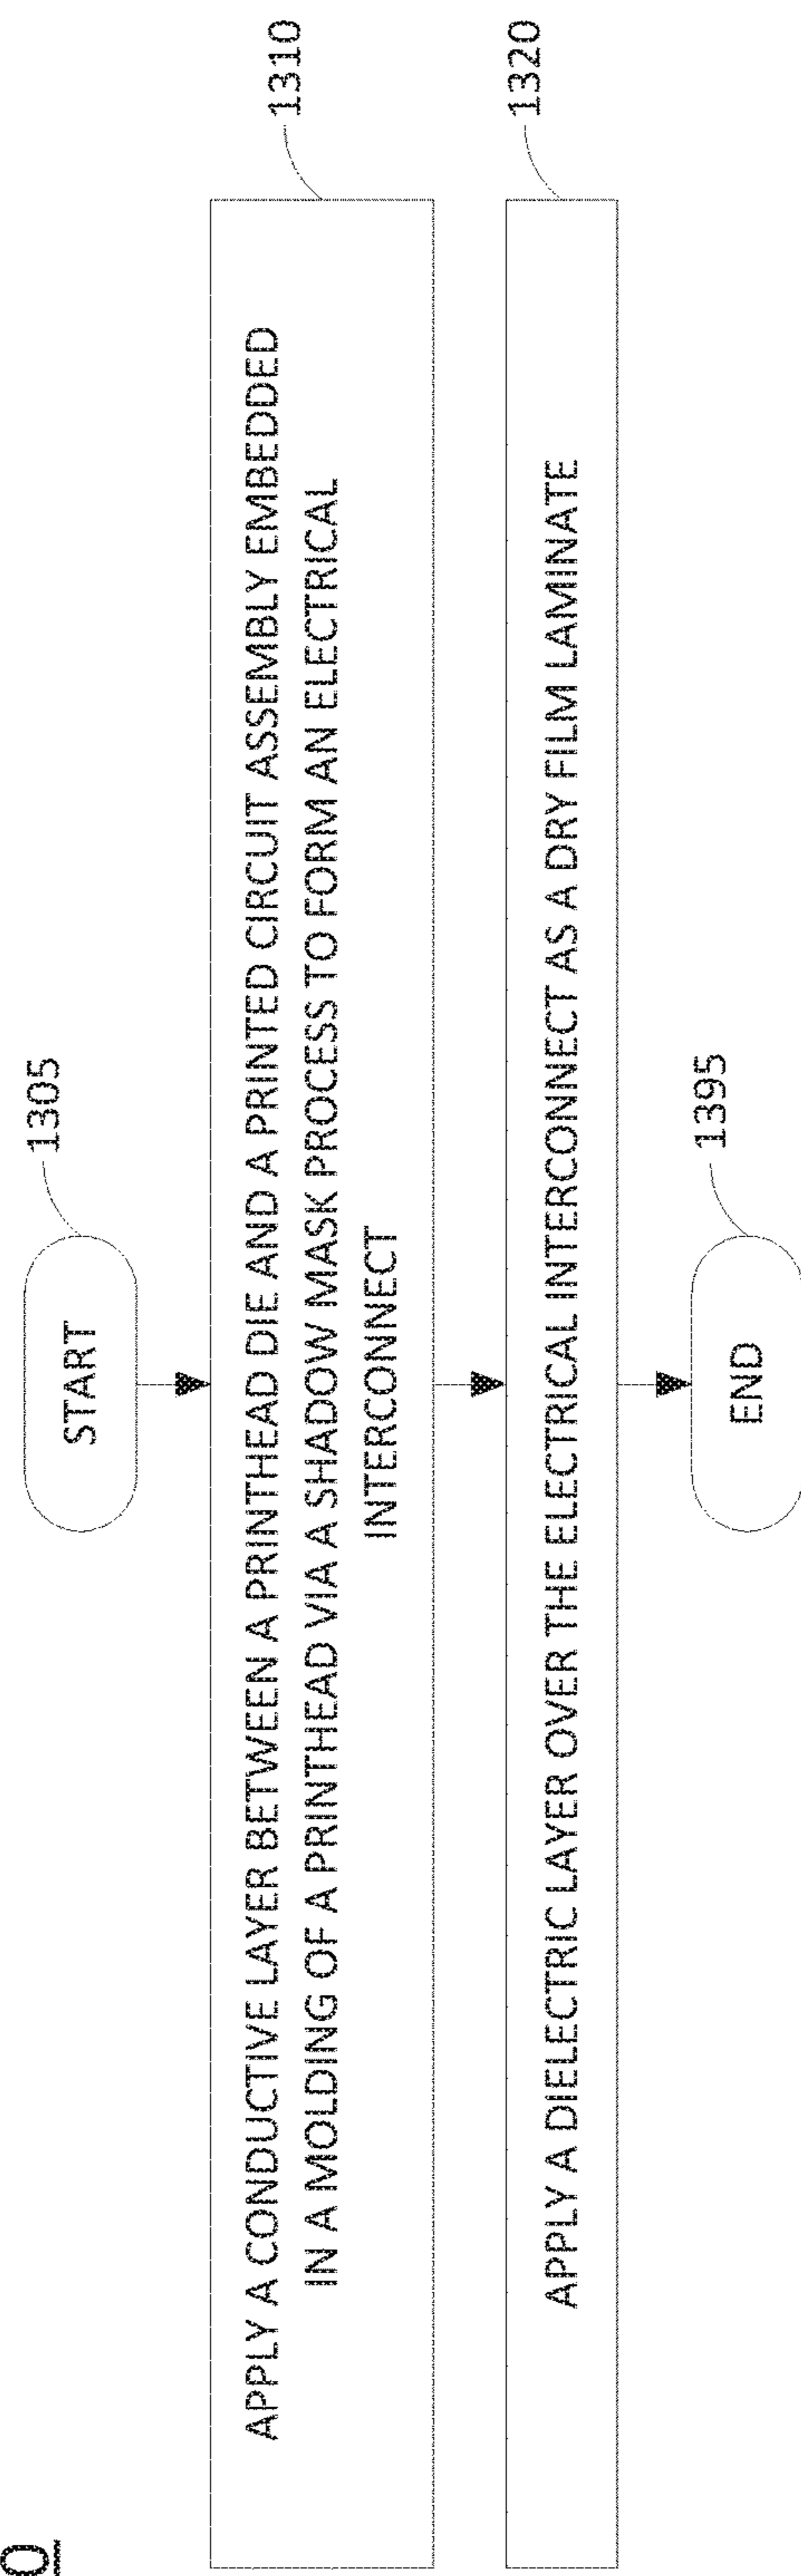 0
START
1305
APPLY A CONDUCTIVE LAYER BETWEEN A PRINTHEAD DIE AND A PRINTED CIRCUIT ASSEMBLY EMBEDDED
IN A MOLDING OF A PRINTHEAD VIA A SHADOW MASK PROCESS TO FORM AN ELECTRICAL
INTERCONNECT
1310
APPLY A DIELECTRIC LAYER OVER THE ELECTRICAL INTERCONNECT AS A DRY FILM LAMINATE
1320
END
1395